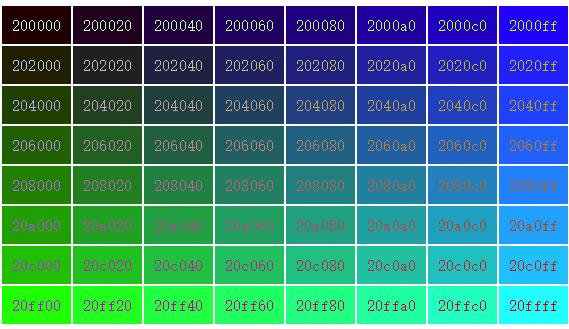 200000 200020 200040 200060 200080 2000a0 2000c0 2000ff
202000 202020 202040 202060 202080 2020a0 2020c0 2020ff
204000 204020 204040 204060 204080 2040a0 2040c0 2040ff
206000 206020 206040 206060 206080 2060a0 2060c0 2060ff
208000 208020 208040 208060 208080 2080a0 2080c0 2080ff
20a000 20a020 20a040 20a060 20a080 20a0a0 20a0c0 20a0ff
20c000 20c020 20c040 20c060 20c080 20c0a0 20c0c0 20c0ff
20ff00 20ff20 20ff40 20ff60 20ff80 20ffa0 20ffc0 20ffff